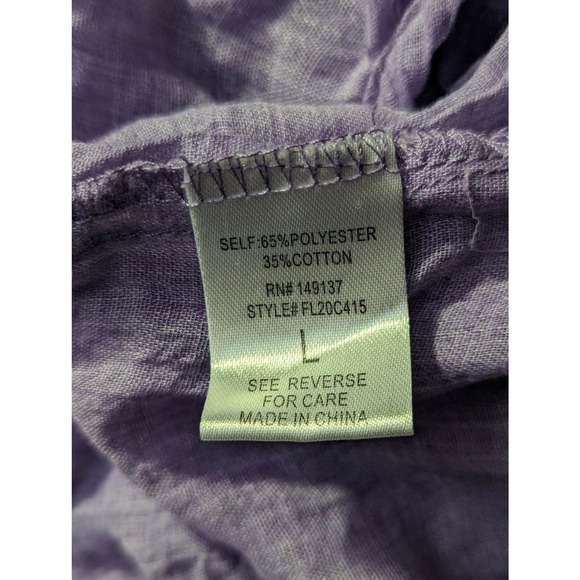 SELF:65%POLYESTER
35%COTTON
RN# 149137
STYLE# FL20C415
L
SEE REVERSE
FOR CARE
MADE IN CHINA